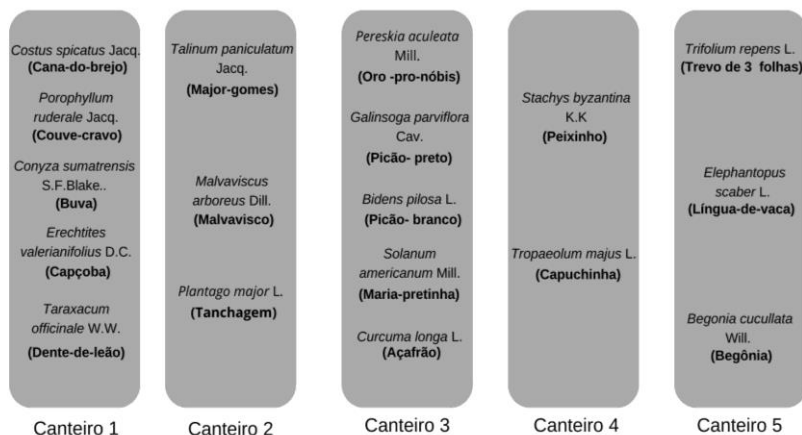 Costus spicatus Jacq.
(Cana-do-brejo)
Porophyllum
ruderale Jacq.
(Couve-cravo)
Conyza sumatrensis
S.F.Blake..
(Buva)
Erechtites
valerianifolius D.C.
(Capçoba)
Taraxacum
officinale W.W.
(Dente-de-leão)
Canteiro 1
Talinum paniculatum
Jacq.
(Major-gomes)
Malvaviscus
arboreus Dill.
(Malvavisco)
Plantago major L.
(Tanchagem)
Canteiro 2
Pereskia aculeata
Mill.
(Oro -pro-nóbis)
Galinsoga parviflora
Cav.
(Picão- preto)
Bidens pilosa L.
(Picão- branco)
Solanum
americanum Mill.
(Maria-pretinha)
Curcuma longa L.
(Açafrão)
Canteiro 3
Stachys byzantina
K.K
(Peixinho)
Tropaeolum majus L.
(Capuchinha)
Canteiro 4
Trifolium repens L.
(Trevo de 3 folhas)
Elephantopus
scaber L.
(Língua-de-vaca)
Begonia cucullata
Will.
(Begônia)
Canteiro 5